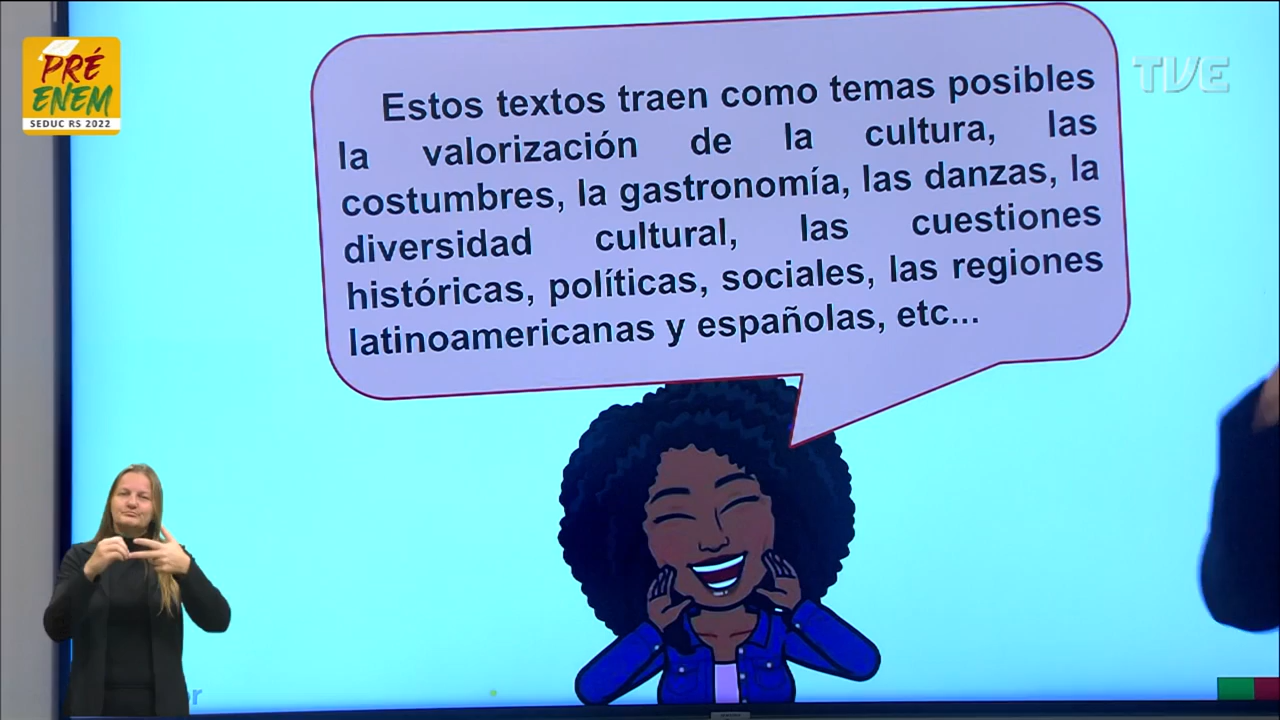 PRÉ
ENEM
SEDUC RS 2022
TVE
Estos textos traen como temas posibles
la valorización de la cultura, las
costumbres, la gastronomía, las danzas, la
diversidad cultural, las cuestiones
históricas, políticas, sociales, las regiones
latinoamericanas y españolas, etc...